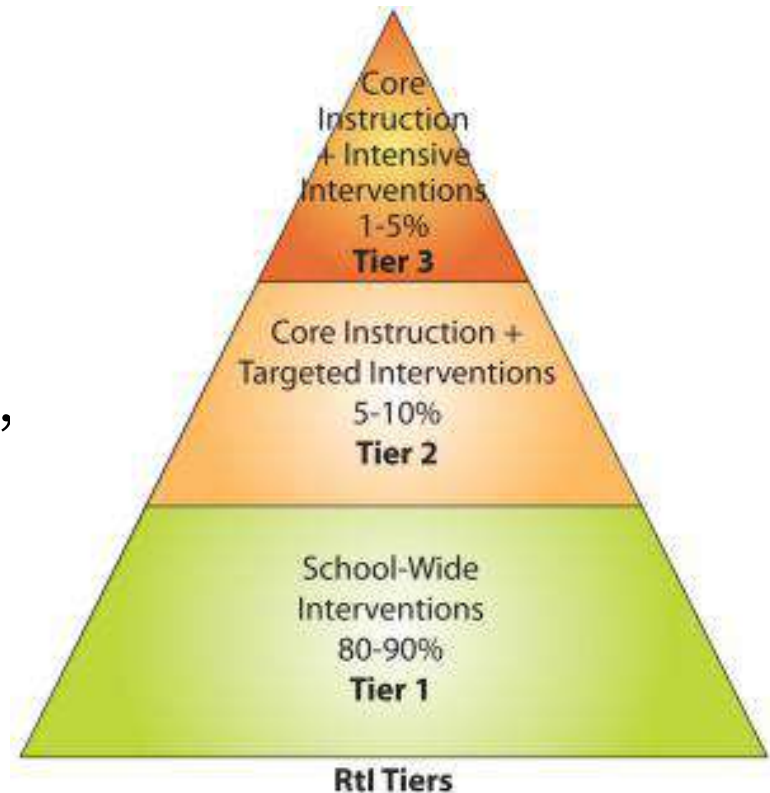 Core
Instruction
+ Intensive
Interventions
1-5%
Tier 3
Core Instruction +
Targeted Interventions
5-10%
Tier 2
,
School-Wide
Interventions
80-90%
Tier 1
RtI Tiers